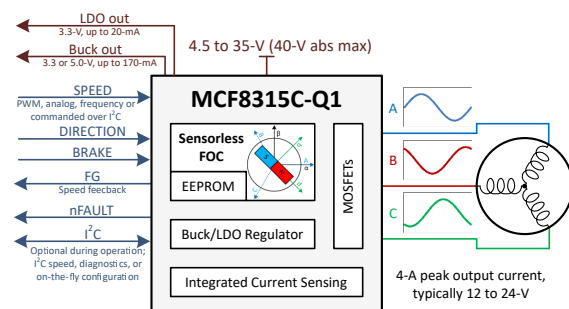 LDO out
3.3-V, up to 20-mA
Buck out
3.3 or 5.0-V, up to 170-mA
4.5 to 35-V (40-V abs max)
SPEED
PWM, analog, frequency or
commanded over I²C
DIRECTION
BRAKE
FG
Speed feecback
nFAULT
I²C
Optional during operation;
I²C speed, diagnostics, or
on-the-fly configuration
MCF8315C-Q1
Sensorless
FOC
EEPROM
β
A
α
MOSFETs
Buck/LDO Regulator
Integrated Current Sensing
A
B
C
4-A peak output current,
typically 12 to 24-V